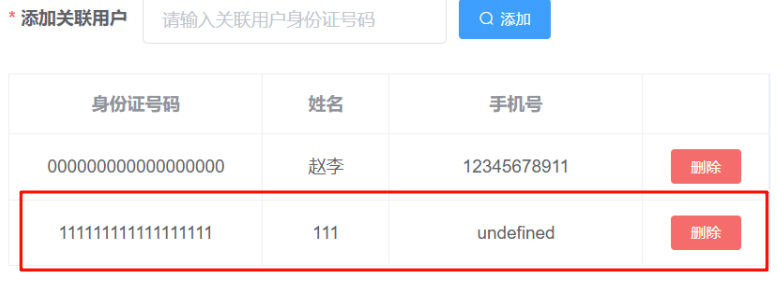 * 添加关联用户 请输入关联用户身份证号码 添加
身份证号码 姓名 手机号
000000000000000000 赵李 12345678911 删除
111111111111111111 111 undefined 删除